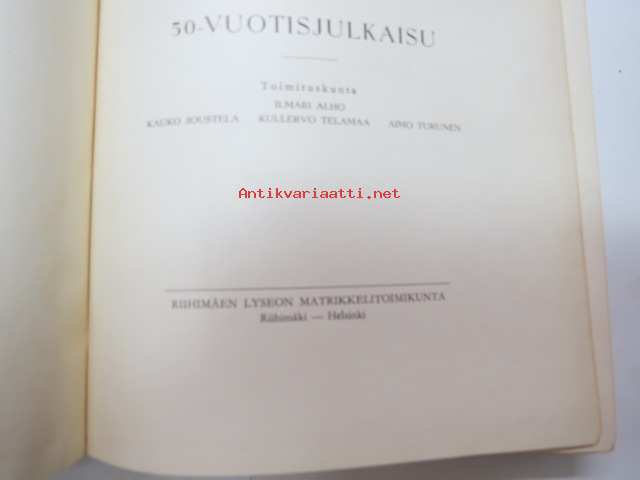 50-VUOTISJULKAISU
Toimituskunta
ILMARI ALHO
KAUKO JOUSTELA KULLERVO TELAMAA AIMO TURUNEN
Antikvariaatti.net
RIIHIMÄEN LYSEON MATRIKKELITOIMIKUNTA
Riihimäki — Helsinki